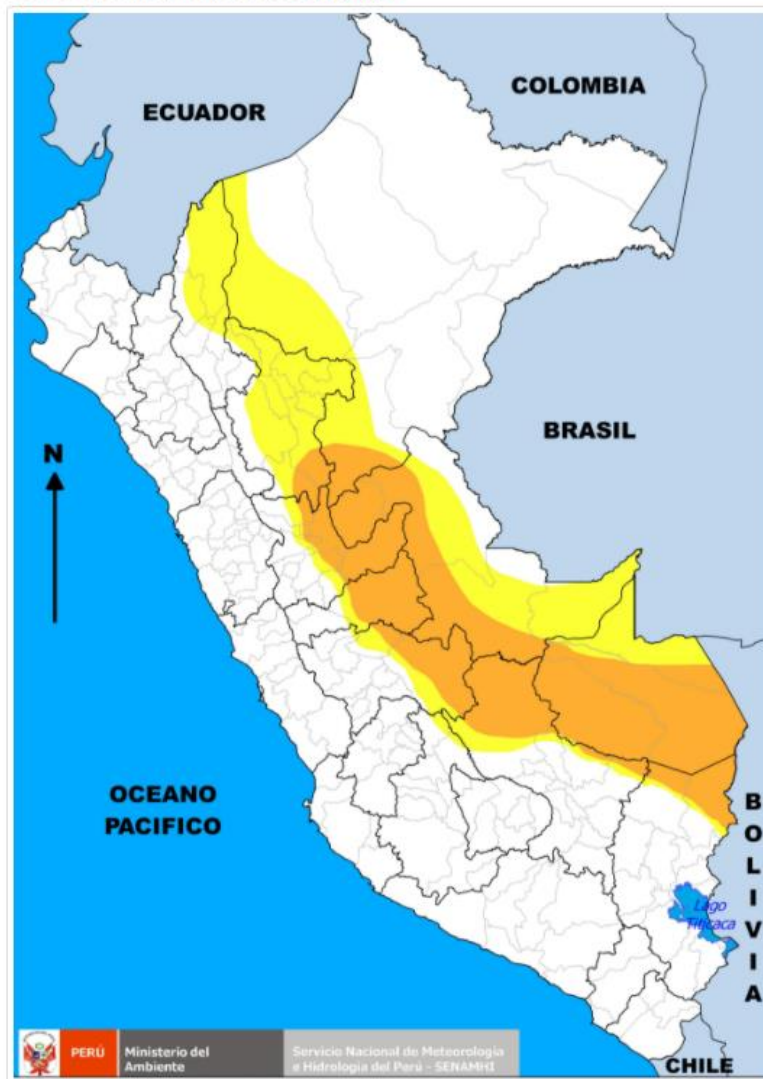 COLOMBIA
ECUADOR
BRASIL
N
OCEANO
PACIFICO
BOLIVIA
Lago
Titicaca
CHILE
PERÚ
Ministerio del
Ambiente
Servicio Nacional de Meteorología
e Hidrología del Perú - SENAMHI